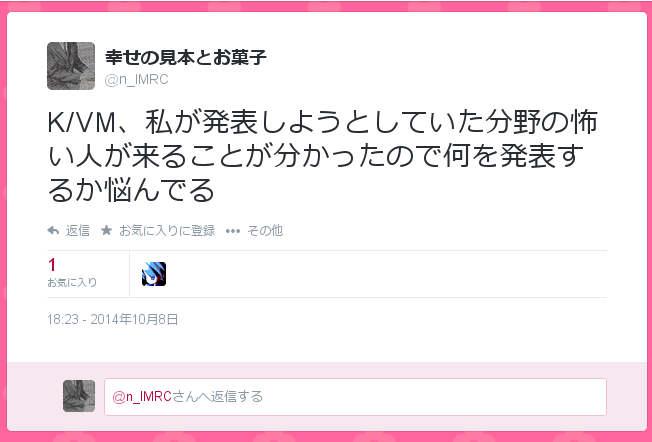 幸せの見本とお菓子
@n_IMRC
K/VM、私が発表しようとしていた分野の怖
い人が来ることが分かったので何を発表す
るか悩んでる
返信 お気に入りに登録 その他
1
お気に入り
18:23 - 2014年10月8日
@n_IMRCさんへ返信する